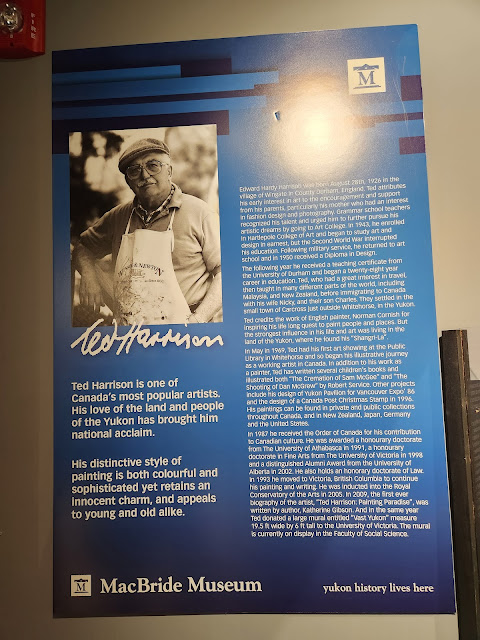 FIRE
M
Edward Hardy Harrison was born August 28th, 1926 in the
village of Wingate in County Durham, England. Ted attributes
his early interest in art to the encouragement and support
from his parents, particularly his mother who had an interest
in fashion design and photography. Grammar school teachers
recognized his talent and urged him to further pursue his
artistic dreams by going to Art College. In 1943, he enrolled
in Hartlepole College of Art and began to study art and
design in earnest, but the Second World War interrupted
his education. Following military service, he returned to art
school and in 1950 received a Diploma in Design.
The following year he received a teaching certificate from
the University of Durham and began a twenty-eight year
career in education. Ted, who had a great interest in travel,
then taught in many different parts of the world, including
Malaysia, and New Zealand, before immigrating to Canada
with his wife Nicky, and their son Charles. They settled in the
small town of Carcross just outside Whitehorse, in the Yukon.
Ted credits the work of English painter, Norman Cornish for
inspiring his life long quest to paint people and places. But
the strongest influence in his life and art was living in the
land of the Yukon, where he found his "Shangri-La".
In May in 1969, Ted had his first art showing at the Public
Library in Whitehorse and so began his illustrative journey
as a working artist in Canada. In addition to his work as
a painter, Ted has written several children's books and
illustrated both "The Cremation of Sam McGee" and "The
Shooting of Dan McGrew" by Robert Service. Other projects
include his design of Yukon Pavilion for Vancouver Expo' 86
and the design of a Canada Post Christmas Stamp in 1996.
His paintings can be found in private and public collections
throughout Canada, and in New Zealand, Japan, Germany
and the United States.
In 1987 he received the Order of Canada for his contribution
to Canadian culture. He was awarded a honourary doctorate
from The University of Athabasca in 1991, a honourary
doctorate in Fine Arts from The University of Victoria in 1998
and a distinguished Alumni Award from the University of
Alberta in 2002. He also holds an honorary doctorate of Law.
In 1993 he moved to Victoria, British Columbia to continue
his painting and writing. He was inducted into the Royal
Conservatory of the Arts in 2005. In 2009, the first ever
biography of the artist, "Ted Harrison: Painting Paradise", was
written by author, Katherine Gibson. And in the same year
Ted donated a large mural entitled "Vast Yukon" measure
19.5 ft wide by 6 ft tall to the University of Victoria. The mural
is currently on display in the Faculty of Social Science.
& NEWTON
Ted Harrison
Ted Harrison is one of
Canada's most popular artists.
His love of the land and people
of the Yukon has brought him
national acclaim.
His distinctive style of
painting is both colourful and
sophisticated yet retains an
innocent charm, and appeals
to young and old alike.
M MacBride Museum
yukon history lives here